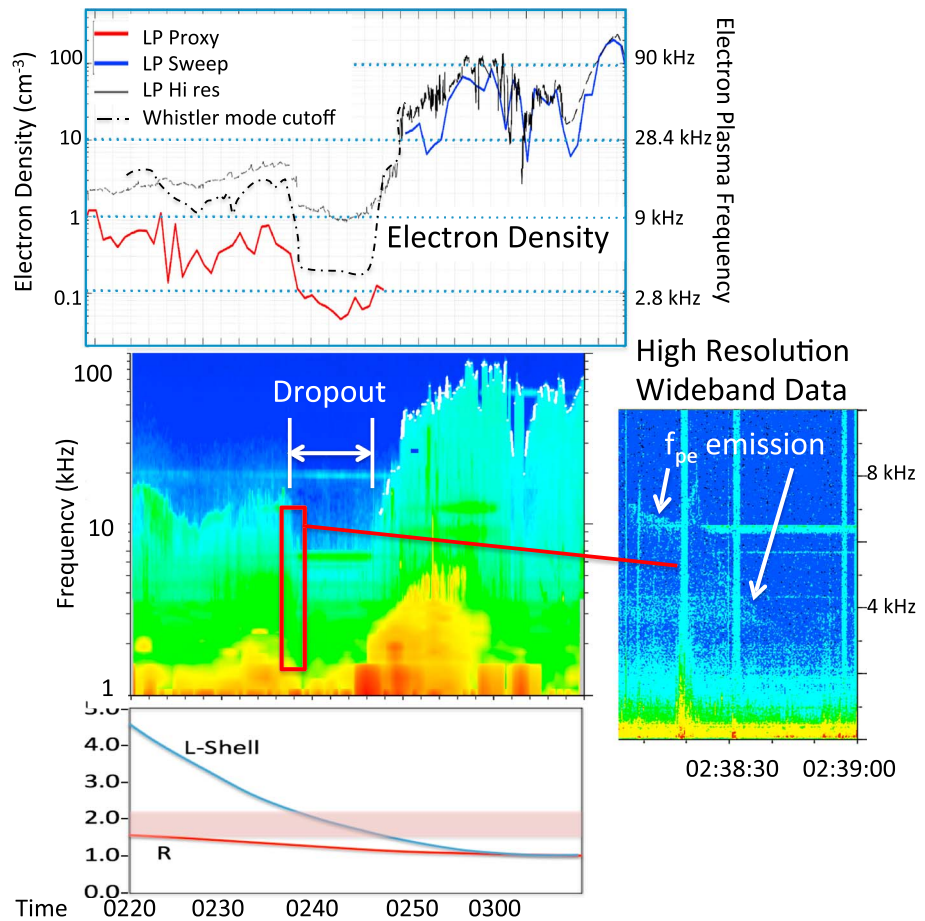 LP Proxy
LP Sweep
LP Hi res
Whistler mode cutoff
Electron Density (cm-3)
100
10
1
0.1
Electron Density
90 kHz
28.4 kHz
9 kHz
2.8 kHz
Electron Plasma Frequency
Frequency (kHz)
100
10
1
Dropout
High Resolution
Wideband Data
fpe emission
8 kHz
4 kHz
02:38:30 02:39:00
5.0
4.0
3.0
2.0
1.0
0.0
L-Shell
R
Time 0220 0230 0240 0250 0300